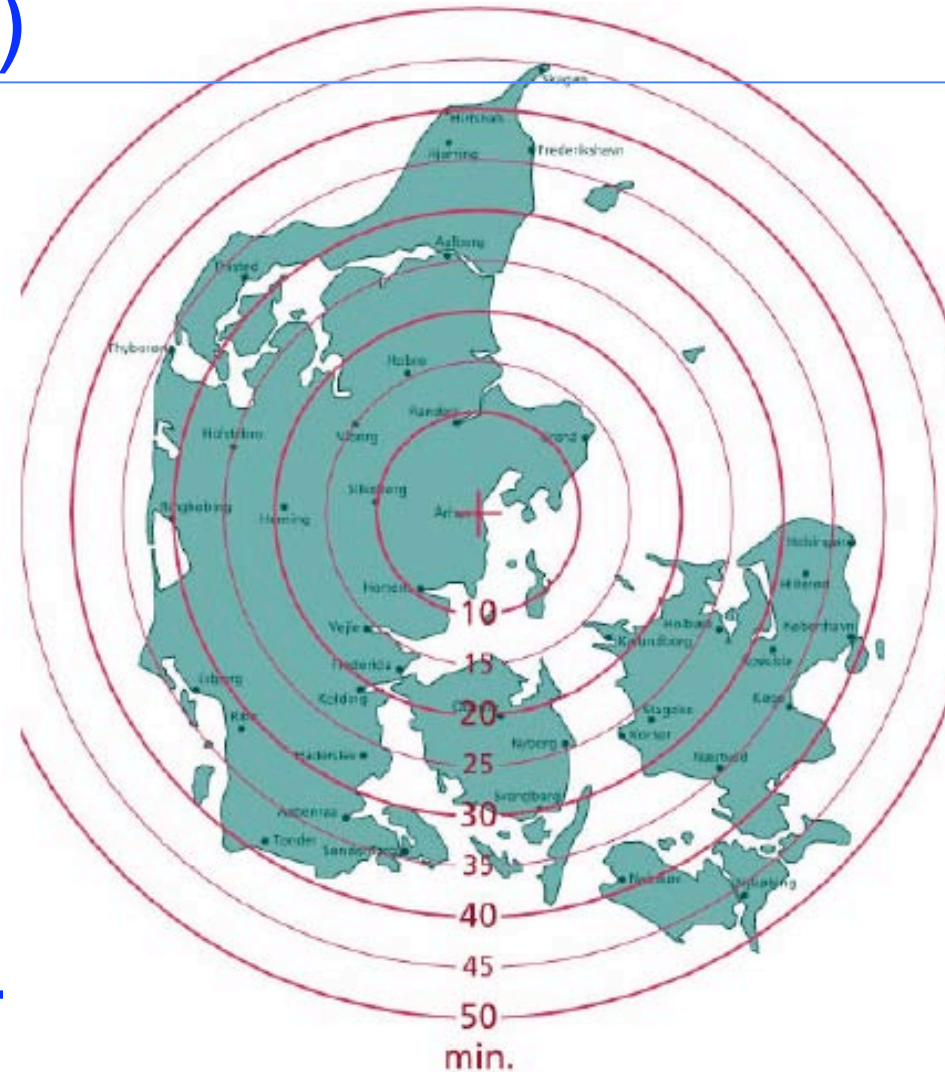 )
Skagen
Hirtshals
Hjørring
Frederikshavn
Aalborg
Thisted
Thyborøn
Hobro
Randers
Viborg
Holstebro
Grenå
Silkeborg
Ringkøbing
Herning
Århus
Helsingør
Hillerød
Horsens
10
Vejle
Holbæk
København
Kalundborg
Roskilde
15
Fredericia
Kolding
Esbjerg
Køge
20
Slagelse
Ribe
Korsør
Nyborg
Haderslev
25
Næstved
Svendborg
30
Aabenraa
Tønder
Sønderborg
35
Nakskov
Nykøbing
40
45
50
min.